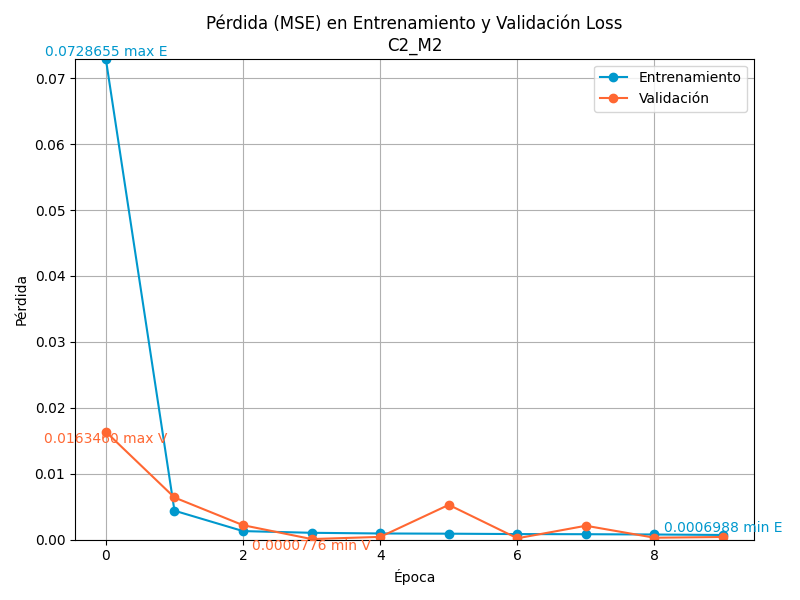 Pérdida (MSE) en Entrenamiento y Validación Loss
C2_M2
0.0728655 max E
Entrenamiento
Validación
0.07
0.06
0.05
0.04
0.03
0.02
0.01
0.00
Pérdida
0.0163460 max V
0.0006988 min E
0.0000776 min V
0
2
4
6
8
Época